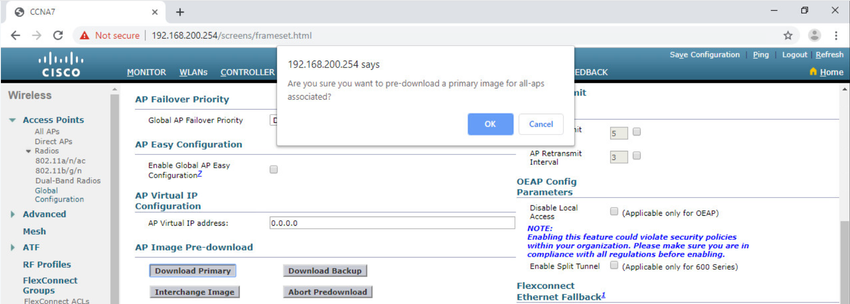 CCNA7
Not secure | 192.168.200.254/screens/frameset.html
CISCO
MONITOR WLANs CONTROLLER
EEDBACK
Save Configuration Ping Logout Refresh
Home
192.168.200.254 says
Are you sure you want to pre-download a primary image for all-aps
associated?
OK Cancel
Wireless
Access Points
All APs
Direct APs
Radios
802.11a/n/ac
802.11b/g/n
Dual-Band Radios
Global
Configuration
Advanced
Mesh
ATF
RF Profiles
FlexConnect
Groups
FlexConnect ACLs
AP Failover Priority
Global AP Failover Priority D
AP Easy Configuration
Enable Global AP Easy
Configuration2
AP Virtual IP
Configuration
AP Virtual IP address: 0.0.0.0
AP Image Pre-download
Download Primary Download Backup
Interchange Image Abort Predownload
5
AP Retransmit
Interval 3
OEAP Config
Parameters
Disable Local
Access (Applicable only for OEAP)
NOTE:
Enabling this feature could violate security policies
within your organization. Please make sure you are in
compliance with all regulations before enabling.
Enable Split Tunnel (Applicable only for 600 Series)
Flexconnect
Ethernet Fallback1